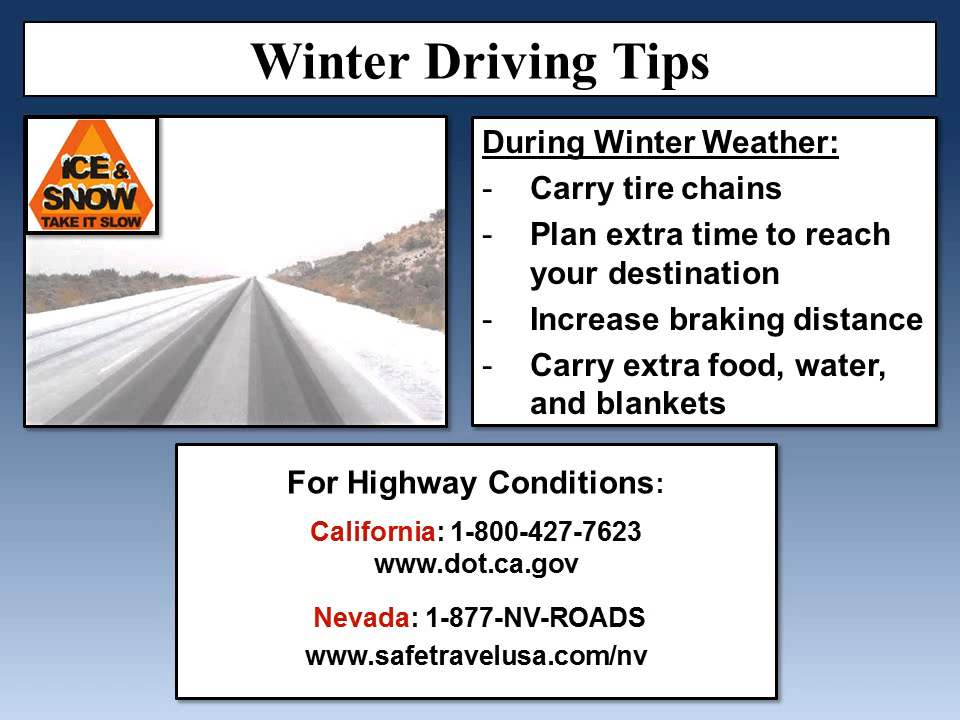 Winter Driving Tips
ICE &
SNOW
TAKE IT SLOW
During Winter Weather:
- Carry tire chains
- Plan extra time to reach
your destination
- Increase braking distance
- Carry extra food, water,
and blankets
For Highway Conditions:
California: 1-800-427-7623
www.dot.ca.gov
Nevada: 1-877-NV-ROADS
www.safetravelusa.com/nv